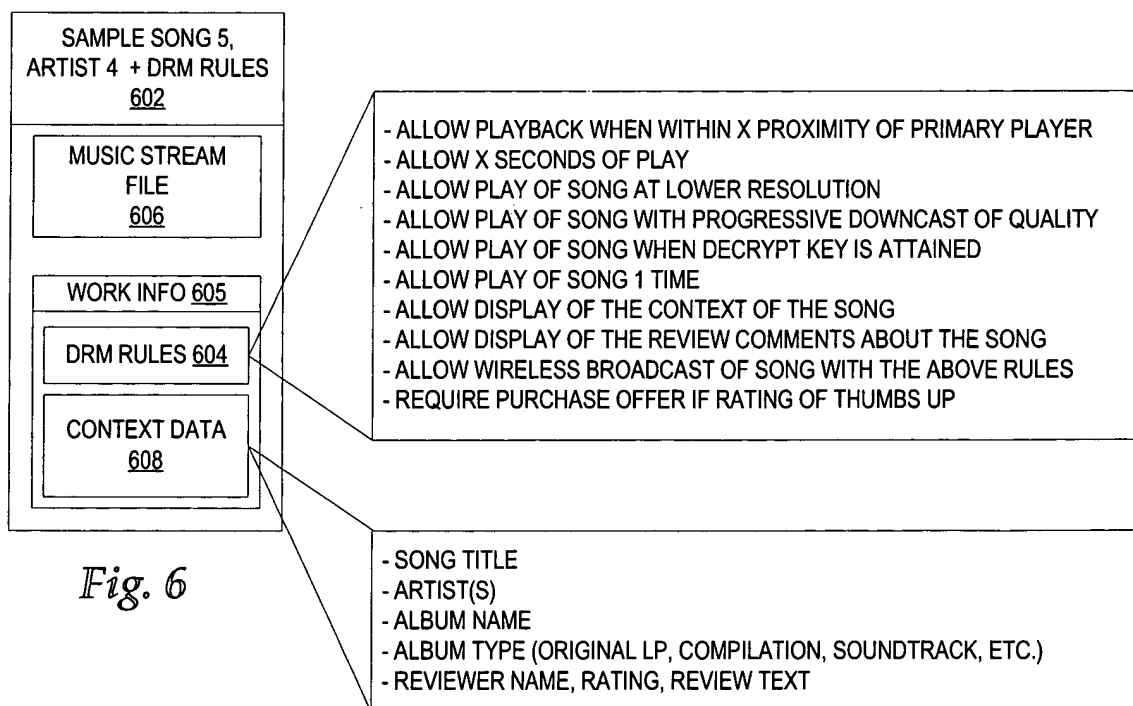 SAMPLE SONG 5,
ARTIST 4 + DRM RULES
602
MUSIC STREAM
FILE
606
WORK INFO 605
DRM RULES 604
CONTEXT DATA
608
- ALLOW PLAYBACK WHEN WITHIN X PROXIMITY OF PRIMARY PLAYER
- ALLOW X SECONDS OF PLAY
- ALLOW PLAY OF SONG AT LOWER RESOLUTION
- ALLOW PLAY OF SONG WITH PROGRESSIVE DOWNCAST OF QUALITY
- ALLOW PLAY OF SONG WHEN DECRYPT KEY IS ATTAINED
- ALLOW PLAY OF SONG 1 TIME
- ALLOW DISPLAY OF THE CONTEXT OF THE SONG
- ALLOW DISPLAY OF THE REVIEW COMMENTS ABOUT THE SONG
- ALLOW WIRELESS BROADCAST OF SONG WITH THE ABOVE RULES
- REQUIRE PURCHASE OFFER IF RATING OF THUMBS UP
- SONG TITLE
- ARTIST(S)
- ALBUM NAME
- ALBUM TYPE (ORIGINAL LP, COMPILATION, SOUNDTRACK, ETC.)
- REVIEWER NAME, RATING, REVIEW TEXT
Fig. 6